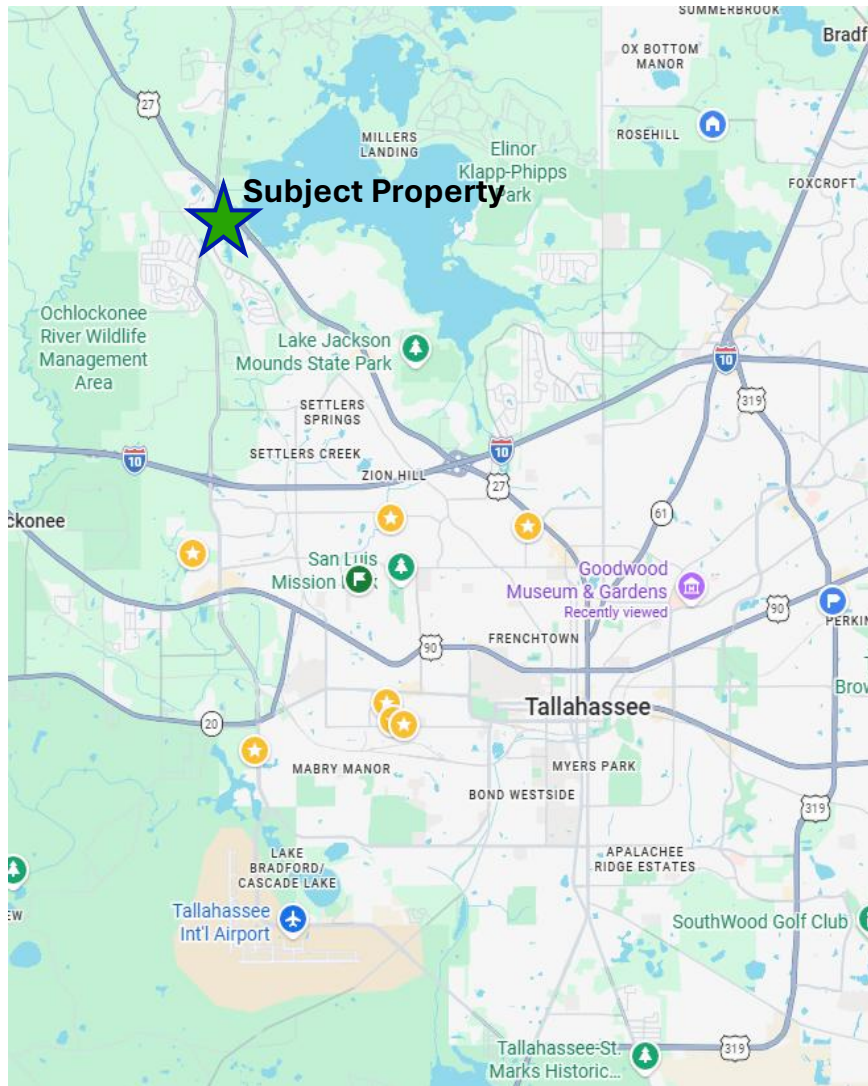 SUMMERBROOK
Bradf
OX BOTTOM
MANOR
27
MILLERS
LANDING
ROSEHILL
Elinor
Klapp-Phipps
Park
FOXCROFT
Subject Property
Ochlockonee
River Wildlife
Management
Area
Lake Jackson
Mounds State Park
10
319
SETTLERS
SPRINGS
SETTLERS CREEK
10
10
ZION HILL
27
61
ckonee
San Luis
Mission
Goodwood
Museum & Gardens
Recently viewed
90
PERKIN
FRENCHTOWN
90
Brow
Tallahassee
20
MABRY MANOR
MYERS PARK
BOND WESTSIDE
319
LAKE
BRADFORD/
CASCADE LAKE
APALACHEE
RIDGE ESTATES
EW
Tallahassee
Int'l Airport
SouthWood Golf Club
Tallahassee-St.
Marks Historic...
319